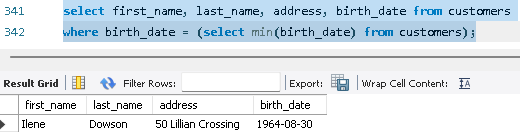 341 select first_name, last_name, address, birth_date from customers
342 where birth_date = (select min(birth_date) from customers);
Result Grid Filter Rows: Export: Wrap Cell Content:
first_name last_name address birth_date
Ilene Dowson 50 Lillian Crossing 1964-08-30